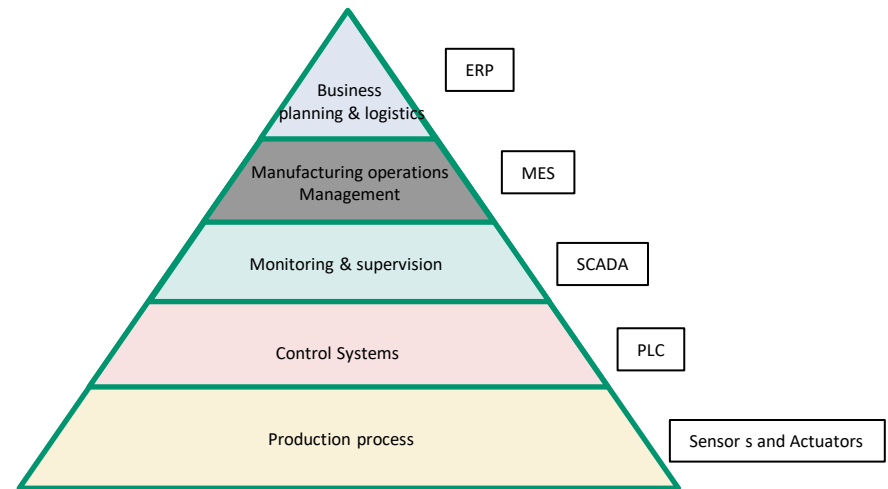 Business
planning & logistics
ERP
Manufacturing operations
Management
MES
Monitoring & supervision
SCADA
Control Systems
PLC
Production process
Sensor s and Actuators